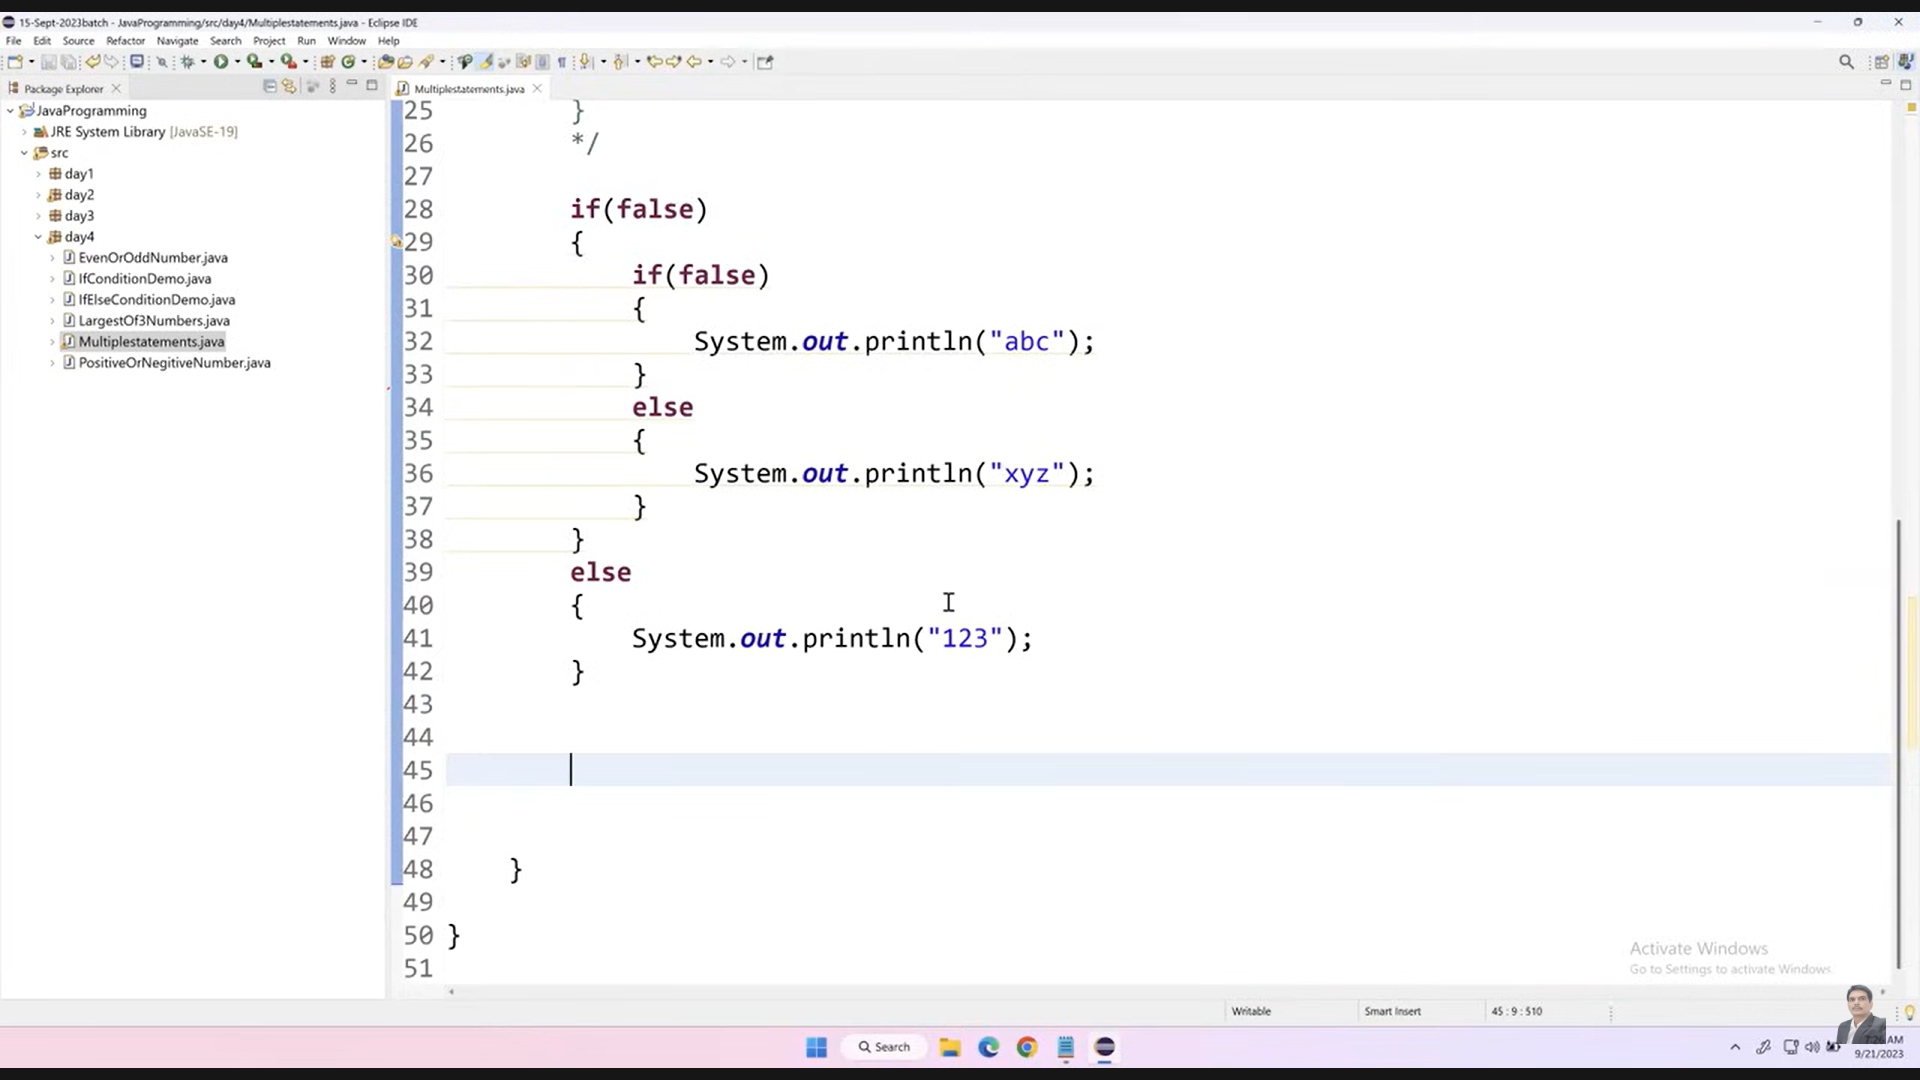 15-Sept-2023batch - JavaProgramming/src/day4/Multiplestatements.java - Eclipse IDE
File Edit Source Refactor Navigate Search Project Run Window Help
Package Explorer
Multiplestatements.java
JavaProgramming
JRE System Library [JavaSE-19]
src
day1
day2
day3
day4
EvenOrOddNumber.java
IfConditionDemo.java
IfElseConditionDemo.java
LargestOf3Numbers.java
Multiplestatements.java
PositiveOrNegitiveNumber.java
25 }
26 */
27
28 if(false)
29 {
30 if(false)
31 {
32 System.out.println("abc");
33 }
34 else
35 {
36 System.out.println("xyz");
37 }
38 }
39 else
40 {
41 System.out.println("123");
42 }
43
44
45
46
47
48 }
49
50 }
51
Activate Windows
Go to Settings to activate Windows.
Writable Smart Insert 45 : 9 : 510
Search
AM
9/21/2023